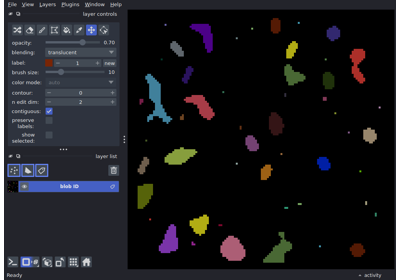 File View Layers Plugins Window Help
layer controls
opacity: 0.70
blending: translucent
label: 1 new
brush size: 10
color mode: auto
contour: 0
n edit dim: 2
contiguous:
preserve
labels:
show
selected:
layer list
blob ID
Ready
activity